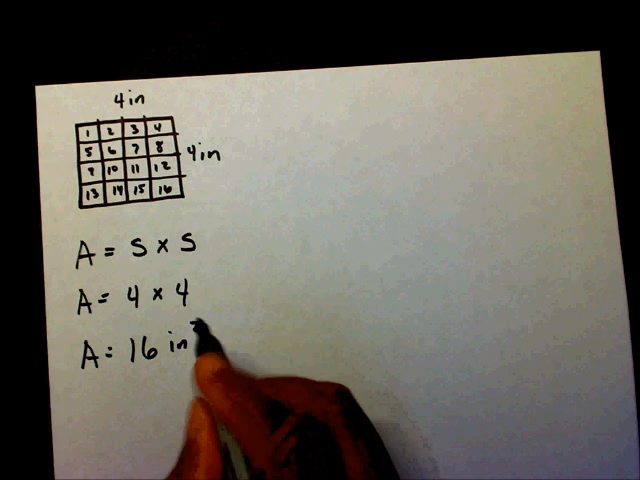 4in
1 2 3 4
5 6 7 8
4in
9 10 11 12
13 14 15 16
A = S x S
A = 4 x 4
A = 16 in²